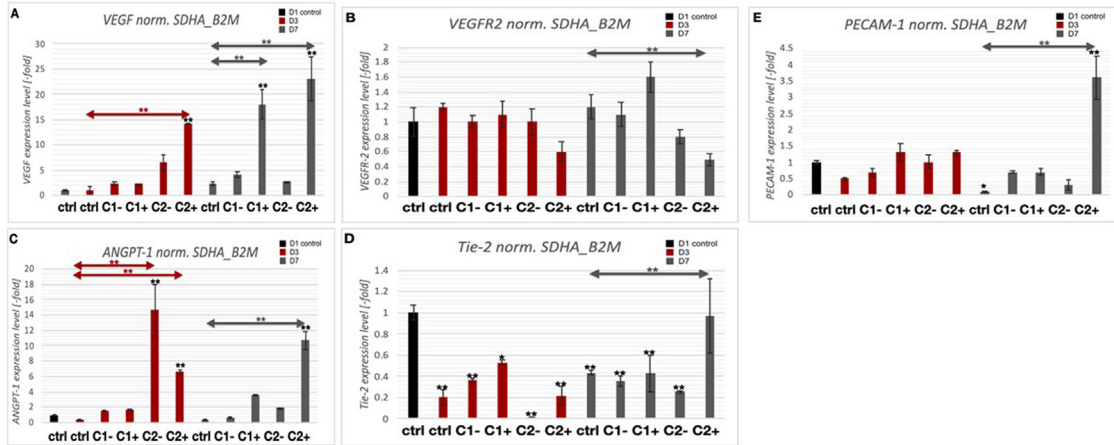 A
VEGF norm. SDHA_B2M
D1 control
D3
D7
VEGF expression level [-fold]
30
25
20
15
10
5
0
**
**
**
**
**
**
ctrl ctrl C1- C1+ C2- C2+ ctrl C1- C1+ C2- C2+
B
VEGFR2 norm. SDHA_B2M
D1 control
D3
D7
VEGFR-2 expression level [-fold]
2
1.8
1.6
1.4
1.2
1
0.8
0.6
0.4
0.2
0
**
ctrl ctrl C1- C1+ C2- C2+ ctrl C1- C1+ C2- C2+
E
PECAM-1 norm. SDHA_B2M
D1 control
D3
D7
PECAM-1 expression level [-fold]
4.5
4
3.5
3
2.5
2
1.5
1
0.5
0
**
**
*
ctrl ctrl C1- C1+ C2- C2+ ctrl C1- C1+ C2- C2+
C
ANGPT-1 norm. SDHA_B2M
D1 control
D3
D7
ANGPT-1 expression level [-fold]
20
18
16
14
12
10
8
6
4
2
0
**
**
**
**
**
**
ctrl ctrl C1- C1+ C2- C2+ ctrl C1- C1+ C2- C2+
D
Tie-2 norm. SDHA_B2M
D1 control
D3
D7
Tie-2 expression level [-fold]
1.4
1.2
1
0.8
0.6
0.4
0.2
0
**
**
**
*
**
**
**
**
**
**
ctrl ctrl C1- C1+ C2- C2+ ctrl C1- C1+ C2- C2+